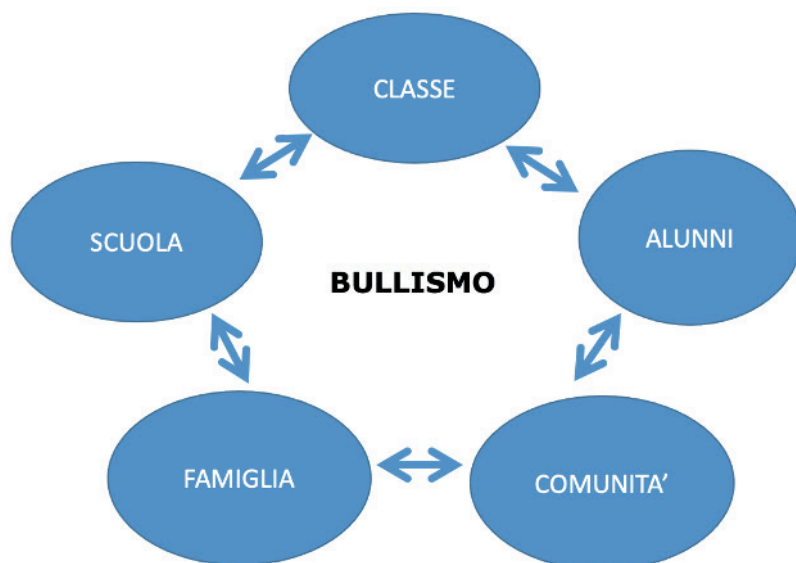 CLASSE
SCUOLA
ALUNNI
BULLISMO
FAMIGLIA
COMUNITA’